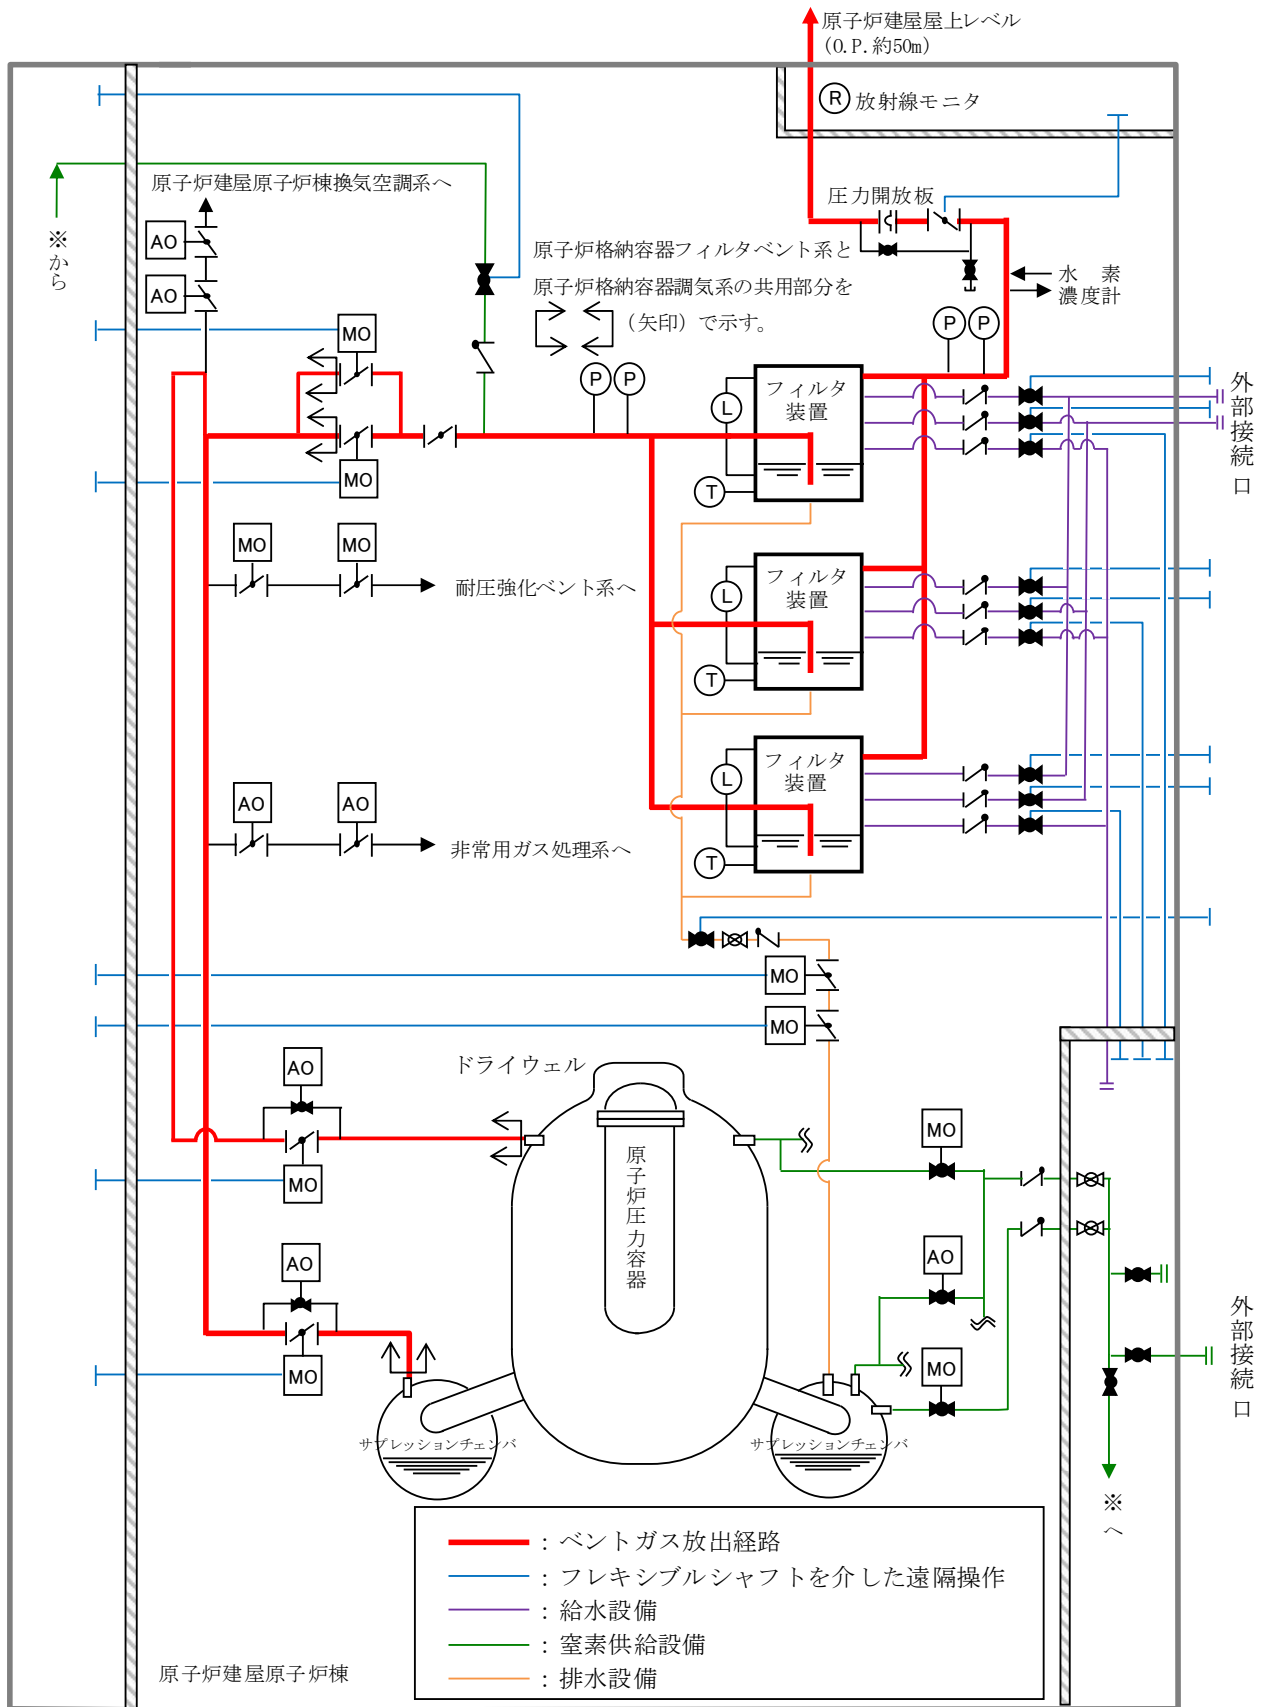 原子炉建屋屋上レベル
(O.P.約50m)
R 放射線モニタ
原子炉建屋原子炉棟換気空調系へ
圧力開放板
AO
※から
原子炉格納容器フィルタベント系と
原子炉格納容器調気系の共用部分を
(矢印)で示す。
AO
水 素
濃度計
MO
P P
P P
フィルタ
装置
L
T
外部接続口
MO
MO MO
耐圧強化ベント系へ
フィルタ
装置
L
T
フィルタ
装置
L
T
AO AO
非常用ガス処理系へ
MO
MO
ドライウェル
AO
MO
原子炉圧力容器
MO
AO
MO
AO
MO
サプレッションチェンバ
サプレッションチェンバ
外部接続口
※へ
:ベントガス放出経路
:フレキシブルシャフトを介した遠隔操作
:給水設備
:窒素供給設備
:排水設備
原子炉建屋原子炉棟